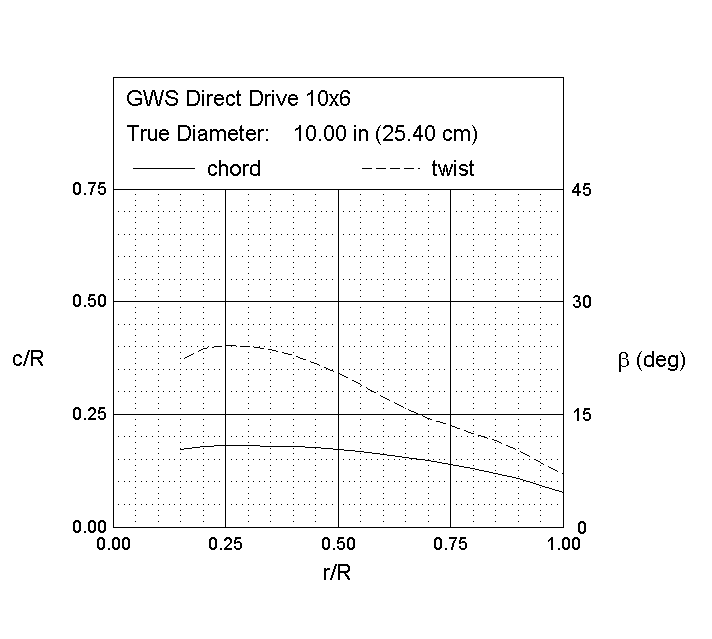 GWS Direct Drive 10x6
True Diameter: 10.00 in (25.40 cm)
chord twist
0.75 45
0.50 30
c/R β (deg)
0.25 15
0.00 0
0.00 0.25 0.50 0.75 1.00
r/R